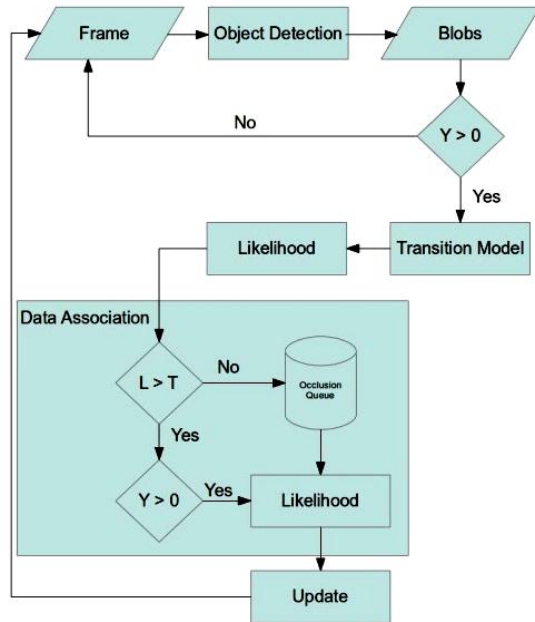 Frame
Object Detection
Blobs
No
Y > 0
Yes
Likelihood
Transition Model
Data Association
L > T
No
Occlusion
Queue
Yes
Y > 0
Yes
Likelihood
Update